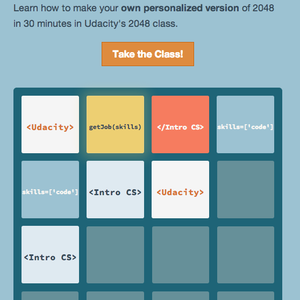 Learn how to make your own personalized version of 2048
in 30 minutes in Udacity's 2048 class.
Take the Class!
<Udacity>
getJob(skills)
</Intro CS>
skills=['code']
skills=['code']
<Intro CS>
<Udacity>
<Intro CS>